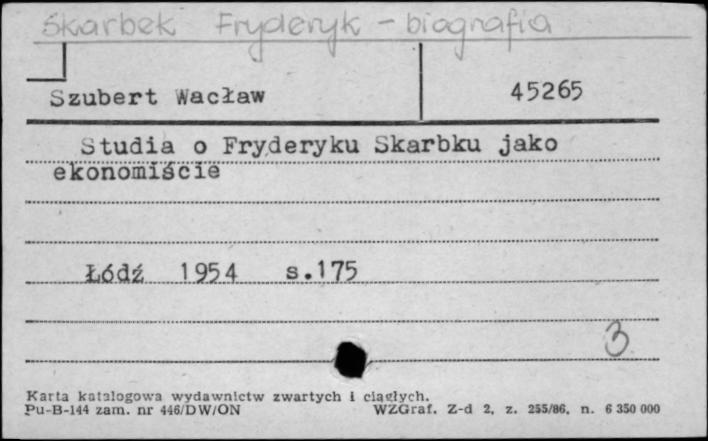 Skarbek Fryderyk - biografia
Szubert Wacław 45265
Studia o Fryderyku Skarbku jako
ekonomiście
Łódź 1954 s.175
3
Karta katalogowa wydawnictw zwartych i ciągłych.
Pu-B-144 zam. nr 446/DW/ON WZGraf. Z-d 2, z. 255/86, n. 6 350 000